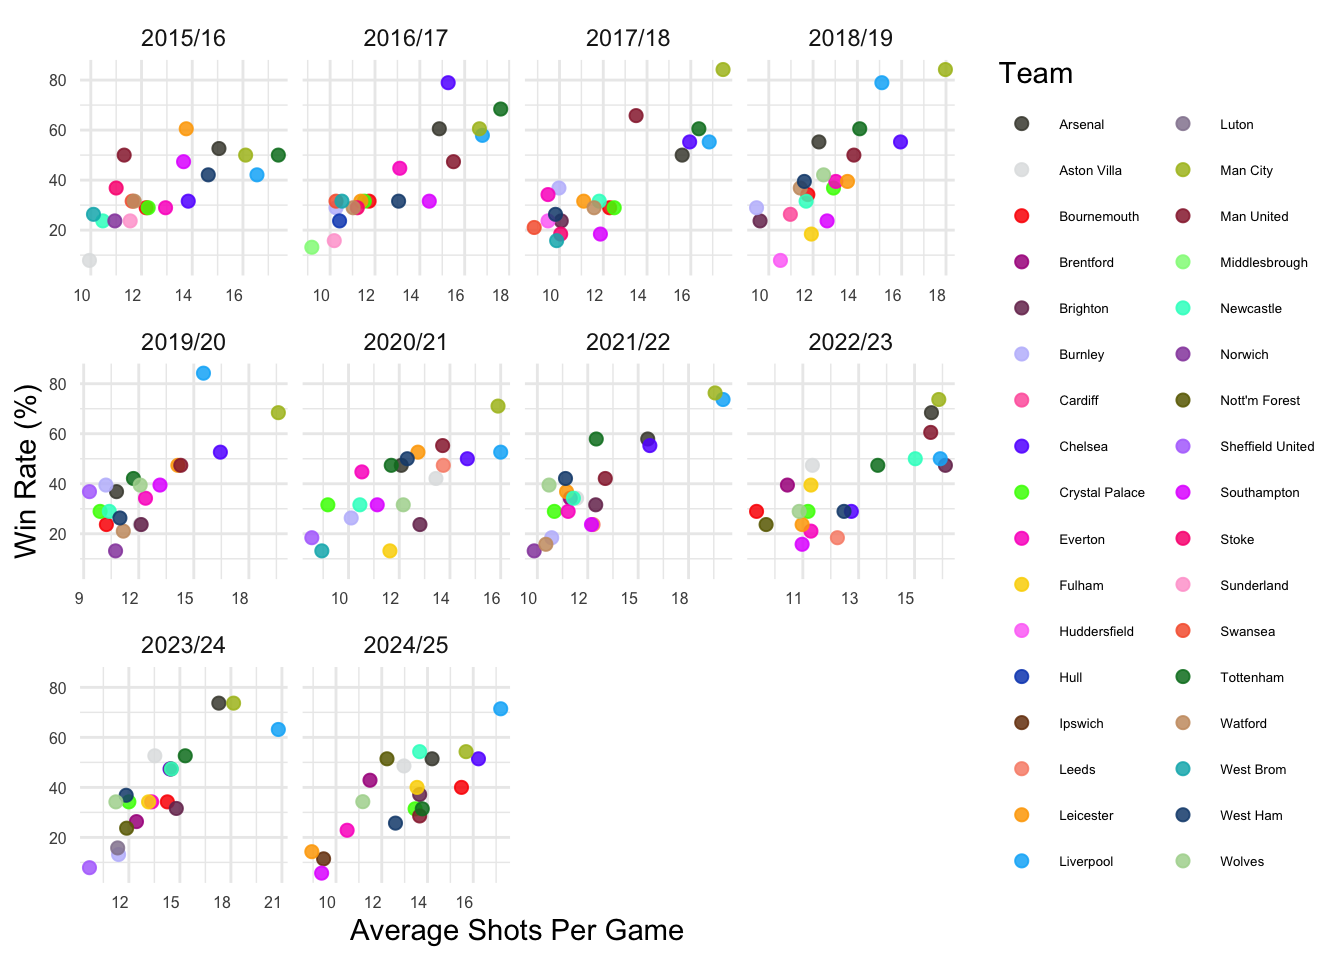 2015/16 2016/17 2017/18 2018/19
80
60
40
20
10 12 14 16 10 12 14 16 18 10 12 14 16 10 12 14 16 18
2019/20 2020/21 2021/22 2022/23
80
60
40
20
9 12 15 18 10 12 14 16 10 12 15 18 11 13 15
2023/24 2024/25
80
60
40
20
12 15 18 21 10 12 14 16
Average Shots Per Game
Win Rate (%)
Team
Arsenal Luton
Aston Villa Man City
Bournemouth Man United
Brentford Middlesbrough
Brighton Newcastle
Burnley Norwich
Cardiff Nott'm Forest
Chelsea Sheffield United
Crystal Palace Southampton
Everton Stoke
Fulham Sunderland
Huddersfield Swansea
Hull Tottenham
Ipswich Watford
Leeds West Brom
Leicester West Ham
Liverpool Wolves